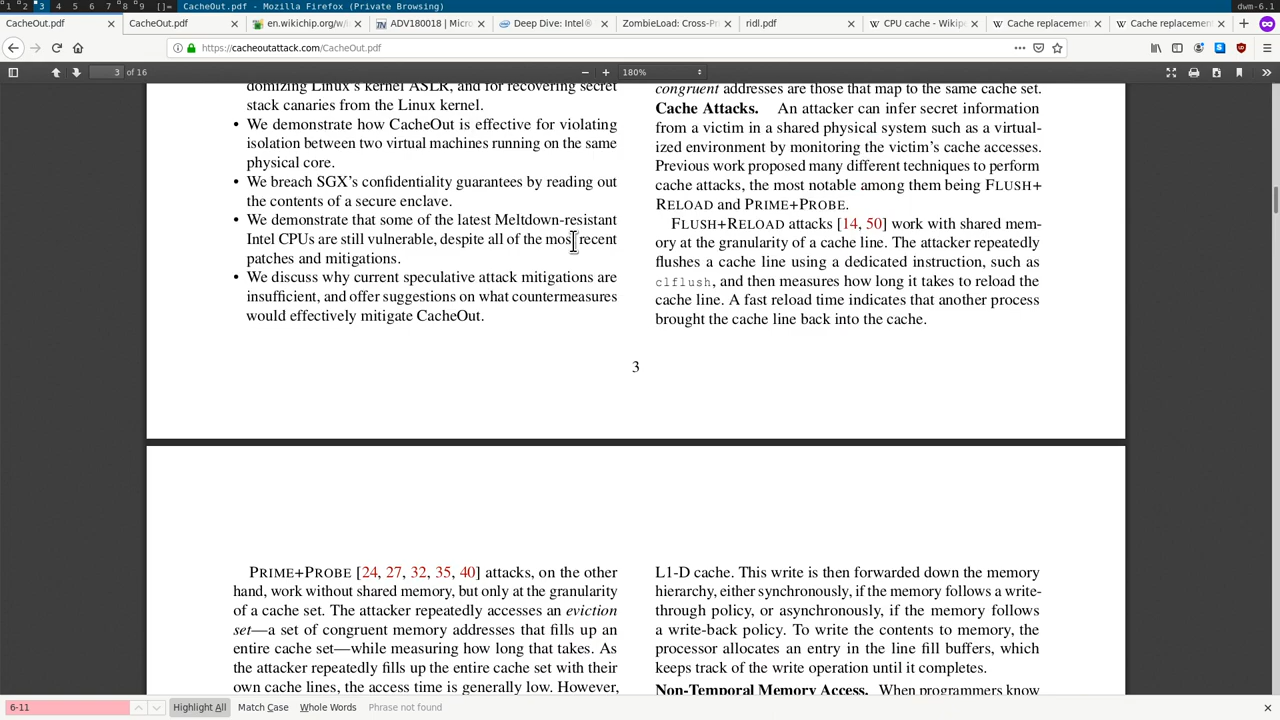 1 2 3 4 5 6 7 8 9 []= CacheOut.pdf - Mozilla Firefox (Private Browsing) dwm-6.1
CacheOut.pdf × CacheOut.pdf × en.wikichip.org/w/i × ADV180018 | Micro × Deep Dive: Intel® × ZombieLoad: Cross-Pr × ridl.pdf × CPU cache - Wikip × Cache replacemen × Cache replacemen ×
https://cacheoutattack.com/CacheOut.pdf
3 of 16 180%
domizing Linux's kernel ASLR, and for recovering secret
stack canaries from the Linux kernel.
• We demonstrate how CacheOut is effective for violating
isolation between two virtual machines running on the same
physical core.
• We breach SGX's confidentiality guarantees by reading out
the contents of a secure enclave.
• We demonstrate that some of the latest Meltdown-resistant
Intel CPUs are still vulnerable, despite all of the most recent
patches and mitigations.
• We discuss why current speculative attack mitigations are
insufficient, and offer suggestions on what countermeasures
would effectively mitigate CacheOut.
congruent addresses are those that map to the same cache set.
Cache Attacks. An attacker can infer secret information
from a victim in a shared physical system such as a virtual-
ized environment by monitoring the victim's cache accesses.
Previous work proposed many different techniques to perform
cache attacks, the most notable among them being FLUSH+
RELOAD and PRIME+PROBE.
FLUSH+RELOAD attacks [14, 50] work with shared mem-
ory at the granularity of a cache line. The attacker repeatedly
flushes a cache line using a dedicated instruction, such as
clflush, and then measures how long it takes to reload the
cache line. A fast reload time indicates that another process
brought the cache line back into the cache.
3
PRIME+PROBE [24, 27, 32, 35, 40] attacks, on the other
hand, work without shared memory, but only at the granularity
of a cache set. The attacker repeatedly accesses an eviction
set—a set of congruent memory addresses that fills up an
entire cache set—while measuring how long that takes. As
the attacker repeatedly fills up the entire cache set with their
own cache lines, the access time is generally low. However,
L1-D cache. This write is then forwarded down the memory
hierarchy, either synchronously, if the memory follows a write-
through policy, or asynchronously, if the memory follows
a write-back policy. To write the contents to memory, the
processor allocates an entry in the line fill buffers, which
keeps track of the write operation until it completes.
Non-Temporal Memory Access. When programmers know
6-11 Highlight All Match Case Whole Words Phrase not found